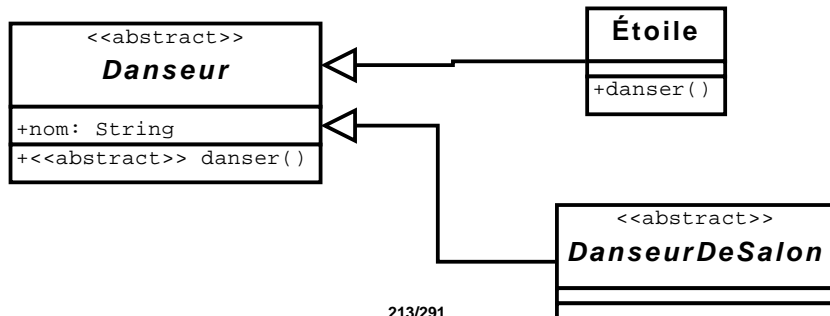 <<abstract>>
Danseur
+nom: String
+<<abstract>> danser()
Étoile
+danser()
<<abstract>>
DanseurDeSalon
213/291